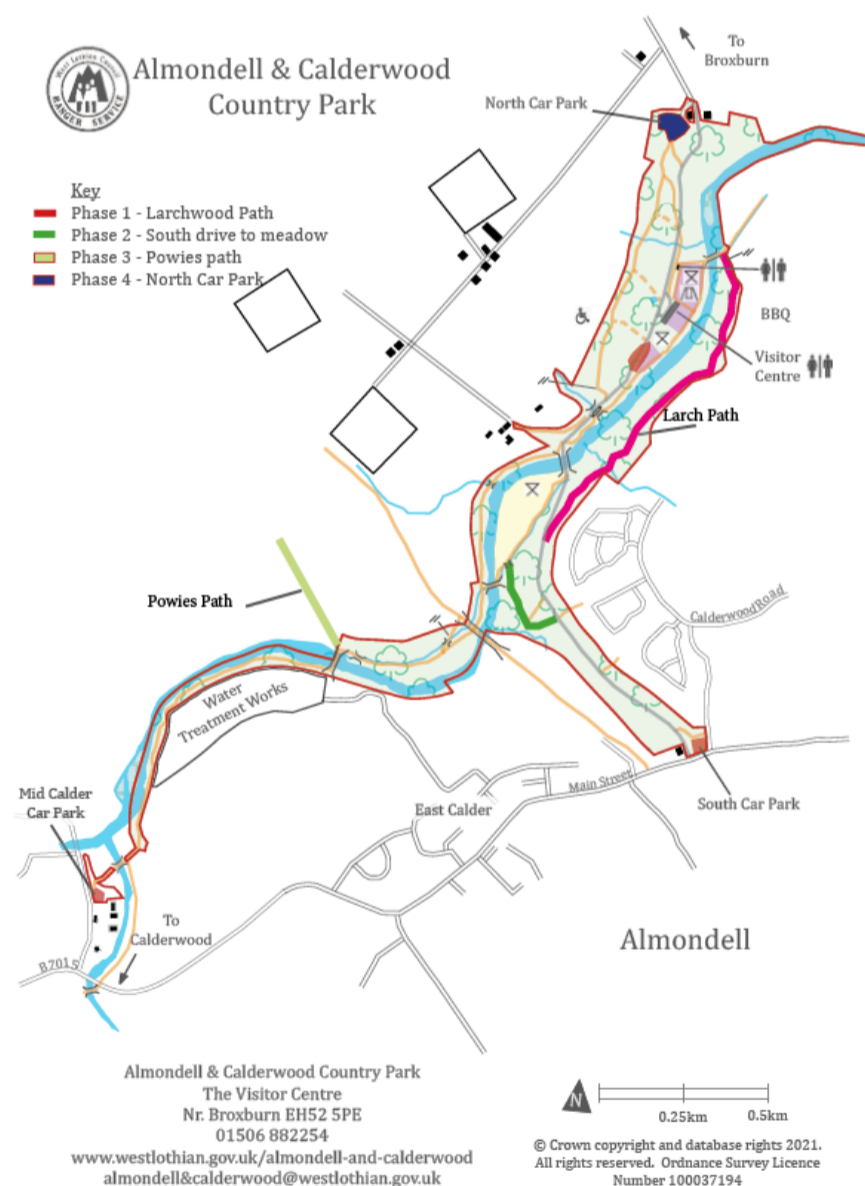 West Lothian Council
RANGER SERVICE
Almondell & Calderwood
Country Park
To
Broxburn
North Car Park
Key
Phase 1 - Larchwood Path
Phase 2 - South drive to meadow
Phase 3 - Powies path
Phase 4 - North Car Park
BBQ
Visitor
Centre
Larch Path
Powies Path
Calderwood Road
Water
Treatment Works
Mid Calder
Car Park
Main Street
East Calder
South Car Park
To
Calderwood
B7015
Almondell
Almondell & Calderwood Country Park
The Visitor Centre
Nr. Broxburn EH52 5PE
01506 882254
www.westlothian.gov.uk/almondell-and-calderwood
almondell&calderwood@westlothian.gov.uk
N
0.25km
0.5km
© Crown copyright and database rights 2021.
All rights reserved. Ordnance Survey Licence
Number 100037194